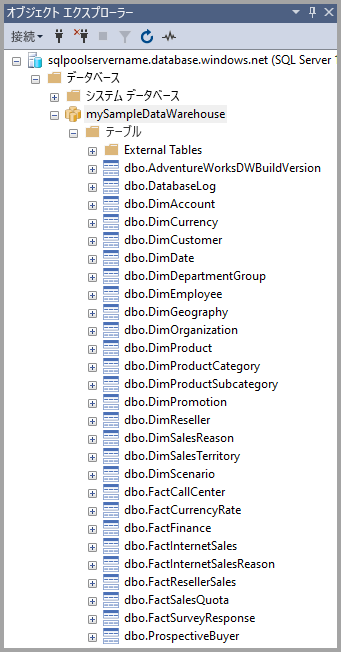 オブジェクト エクスプローラー
接続
sqlpoolservername.database.windows.net (SQL Server
データベース
システム データベース
mySampleDataWarehouse
テーブル
External Tables
dbo.AdventureWorksDWBuildVersion
dbo.DatabaseLog
dbo.DimAccount
dbo.DimCurrency
dbo.DimCustomer
dbo.DimDate
dbo.DimDepartmentGroup
dbo.DimEmployee
dbo.DimGeography
dbo.DimOrganization
dbo.DimProduct
dbo.DimProductCategory
dbo.DimProductSubcategory
dbo.DimPromotion
dbo.DimReseller
dbo.DimSalesReason
dbo.DimSalesTerritory
dbo.DimScenario
dbo.FactCallCenter
dbo.FactCurrencyRate
dbo.FactFinance
dbo.FactInternetSales
dbo.FactInternetSalesReason
dbo.FactResellerSales
dbo.FactSalesQuota
dbo.FactSurveyResponse
dbo.ProspectiveBuyer